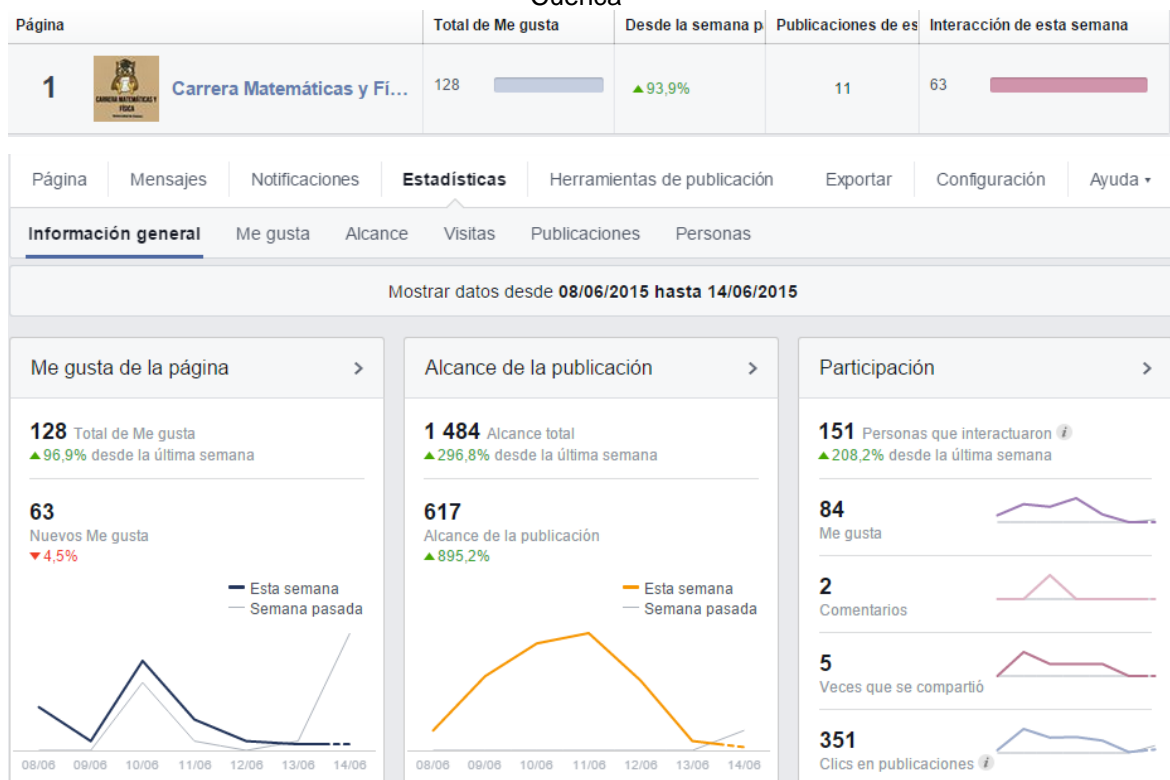 Cuenca
Página Total de Me gusta Desde la semana p Publicaciones de es Interacción de esta semana
1 CARRERA MATEMÁTICAS Y FÍSICA Carrera Matemáticas y Fí... 128 ▲93,9% 11 63
Página Mensajes Notificaciones Estadísticas Herramientas de publicación Exportar Configuración Ayuda
Información general Me gusta Alcance Visitas Publicaciones Personas
Mostrar datos desde 08/06/2015 hasta 14/06/2015
Me gusta de la página >
128 Total de Me gusta
▲96,9% desde la última semana
63
Nuevos Me gusta
▼4,5%
Esta semana
Semana pasada
08/06 09/06 10/06 11/06 12/06 13/06 14/06
Alcance de la publicación >
1 484 Alcance total
▲296,8% desde la última semana
617
Alcance de la publicación
▲895,2%
Esta semana
Semana pasada
08/06 09/06 10/06 11/06 12/06 13/06 14/06
Participación >
151 Personas que interactuaron i
▲208,2% desde la última semana
84
Me gusta
2
Comentarios
5
Veces que se compartió
351
Clics en publicaciones i